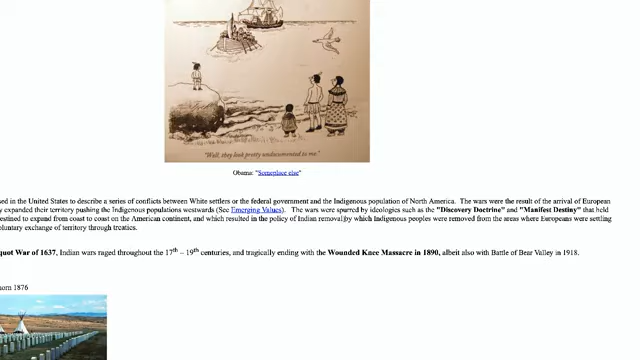 "Well, they look pretty undocumented to me."
Obama: "Someplace else"
sed in the United States to describe a series of conflicts between White settlers or the federal government and the Indigenous population of North America. The wars were the result of the arrival of European
y expanded their territory pushing the Indigenous populations westwards (See Emerging Values). The wars were spurred by ideologies such as the "Discovery Doctrine" and "Manifest Destiny" that held
estined to expand from coast to coast on the American continent, and which resulted in the policy of Indian removal by which Indigenous peoples were removed from the areas where Europeans were settling
oluntary exchange of territory through treaties.
quot War of 1637, Indian wars raged throughout the 17th – 19th centuries, and tragically ending with the Wounded Knee Massacre in 1890, albeit also with Battle of Bear Valley in 1918.
orn 1876